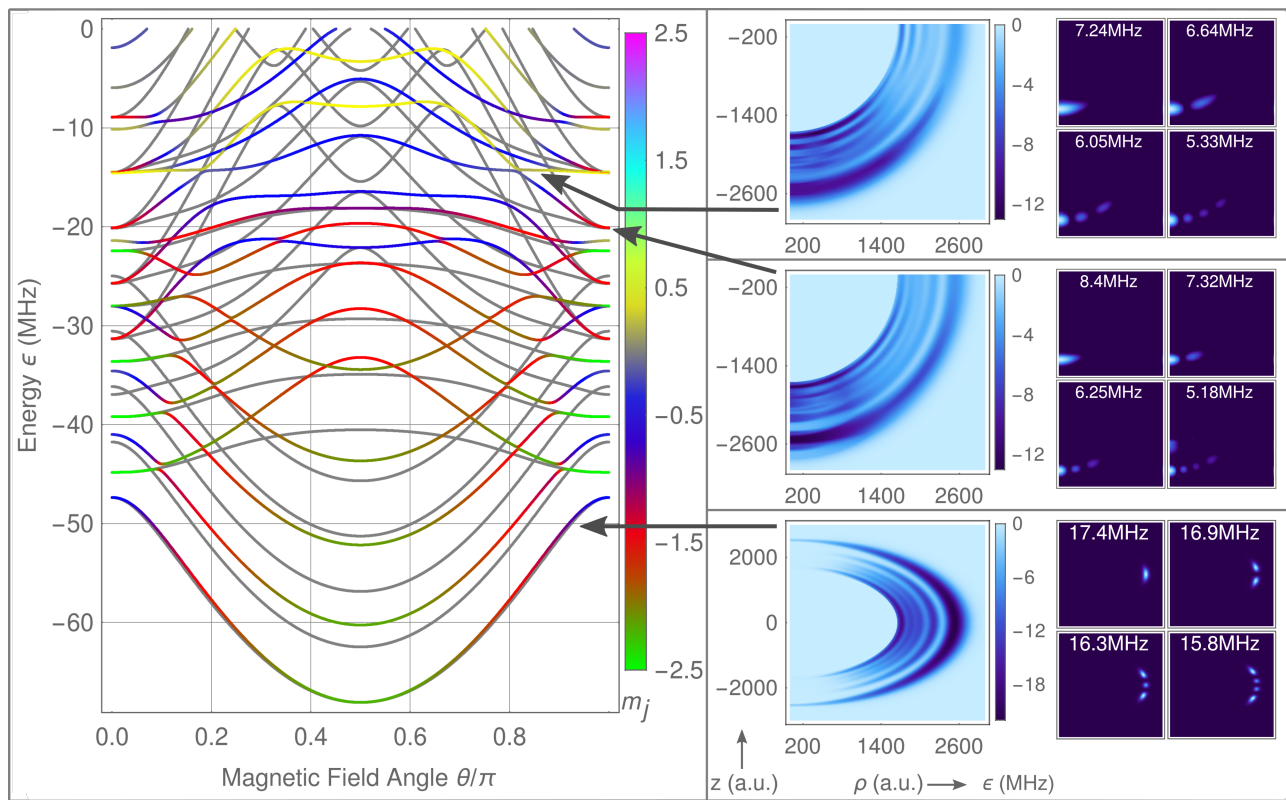 0
−10
−20
−30
−40
−50
−60
Energy ϵ (MHz)
0.0 0.2 0.4 0.6 0.8
Magnetic Field Angle θ/π
2.5
1.5
0.5
−0.5
−1.5
−2.5
m_j
−200
−1400
−2600
200 1400 2600
0
−4
−8
−12
7.24MHz 6.64MHz
6.05MHz 5.33MHz
−200
−1400
−2600
200 1400 2600
0
−4
−8
−12
8.4MHz 7.32MHz
6.25MHz 5.18MHz
2000
0
−2000
200 1400 2600
0
−6
−12
−18
17.4MHz 16.9MHz
16.3MHz 15.8MHz
z (a.u.) ρ (a.u.) ϵ (MHz)